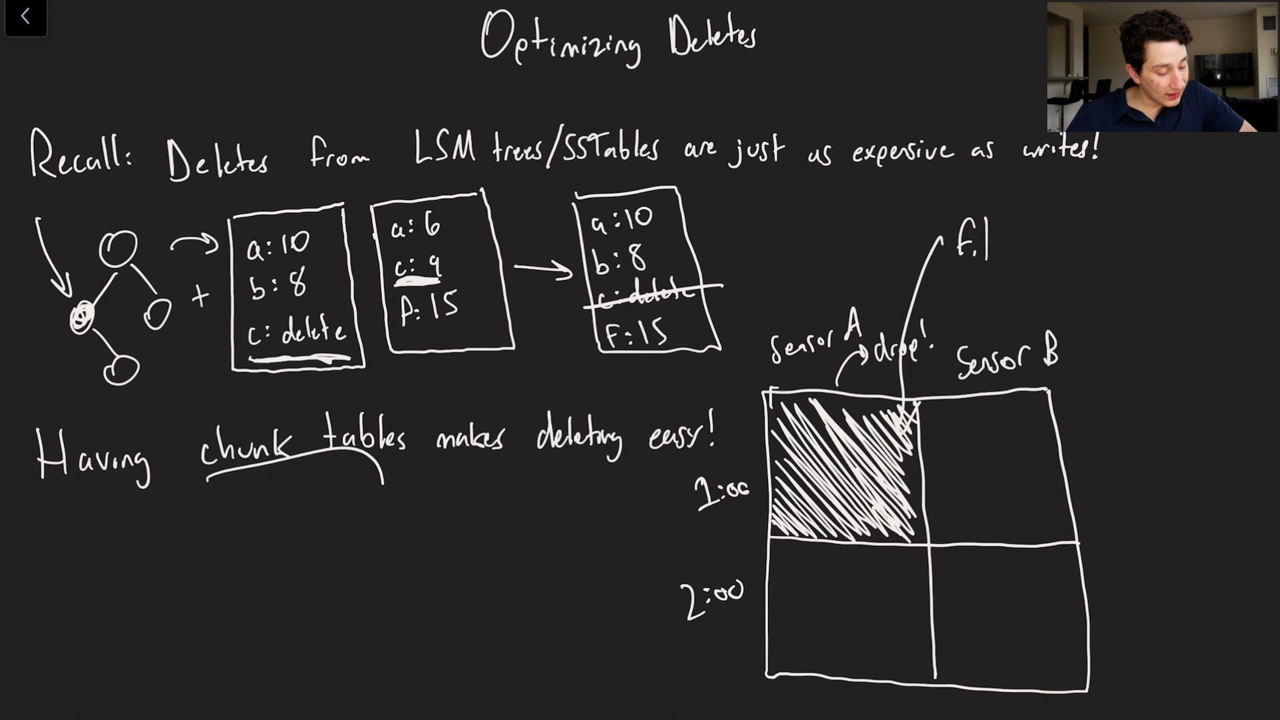 Optimizing Deletes
Recall: Deletes from LSM trees/SSTables are just as expensive as writes!
+
a:10
b:8
c: delete
a:6
c:9
F:15
a:10
b:8
c: delete
F:15
Having chunk tables makes deleting easy!
Sensor A
drop!
Sensor B
1:00
2:00